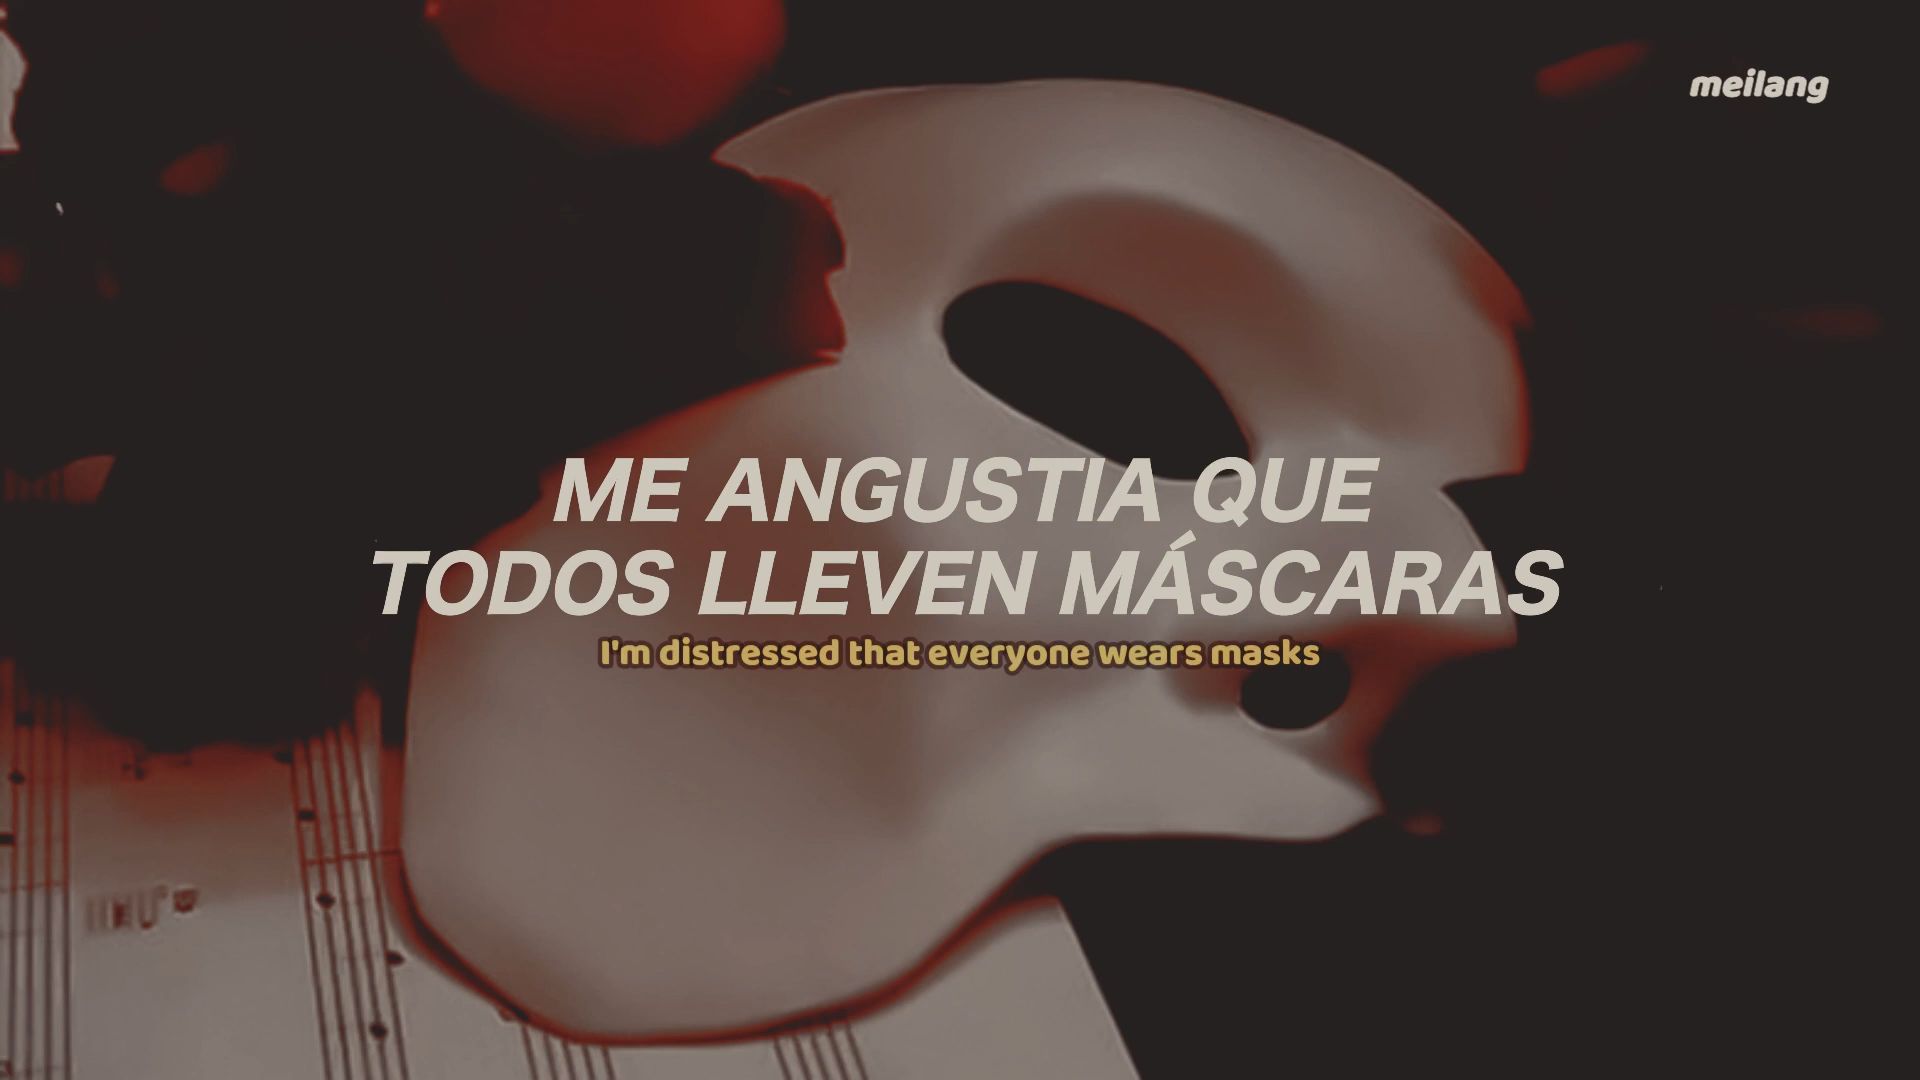 meilang
ME ANGUSTIA QUE
TODOS LLEVEN MÁSCARAS
I'm distressed that everyone wears masks